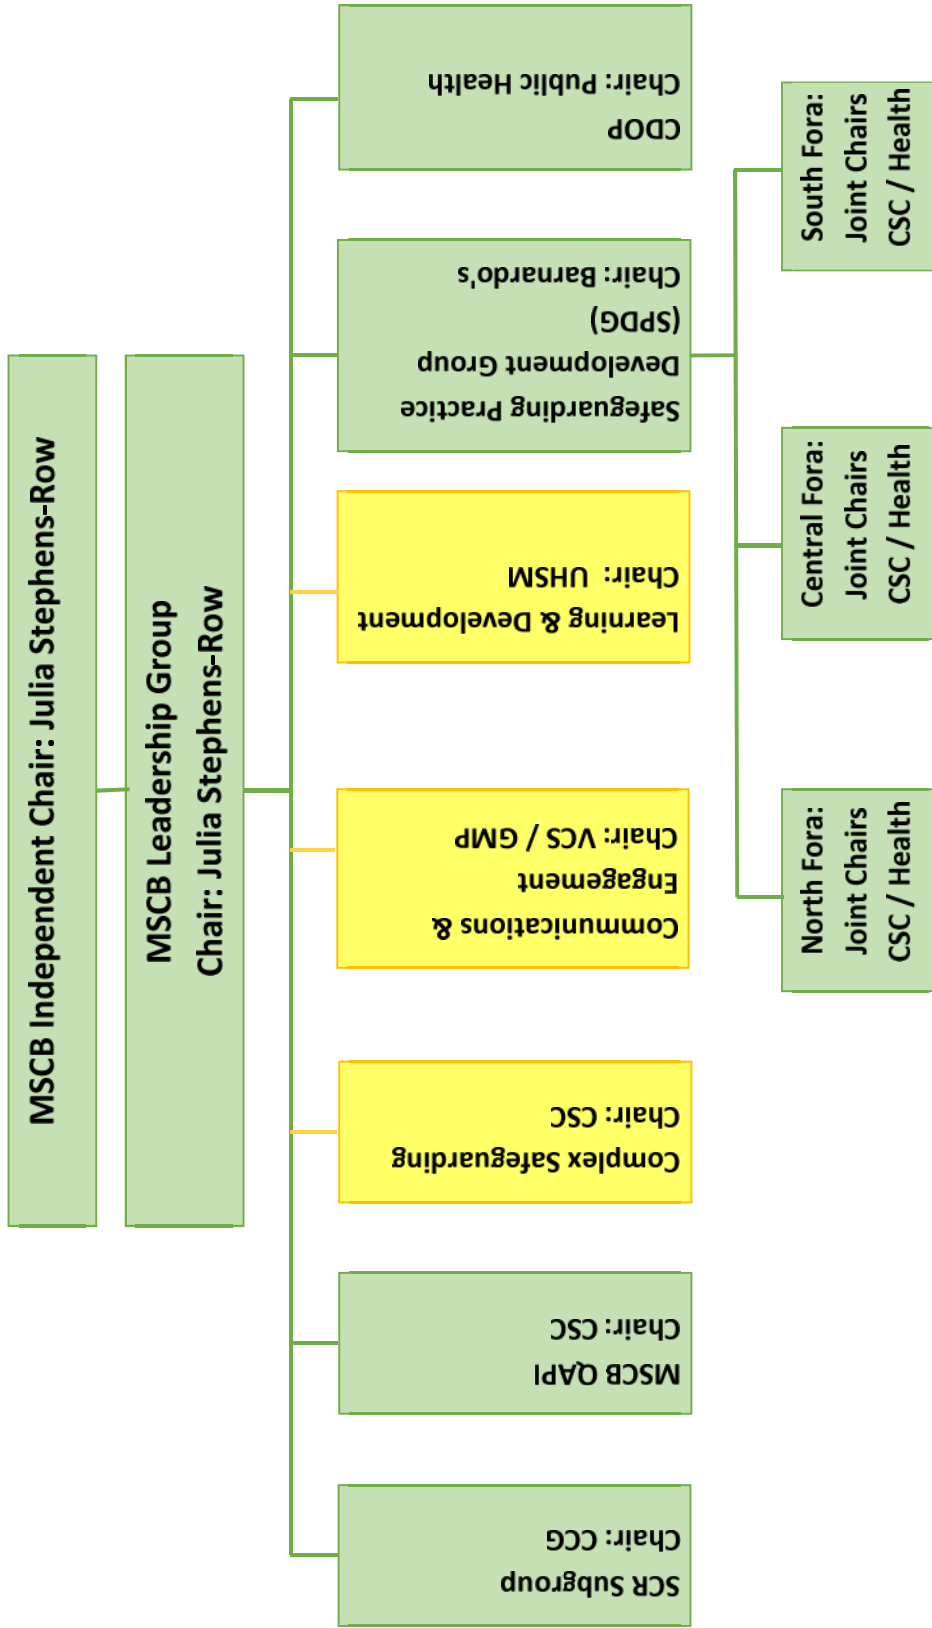 MSCB Independent Chair: Julia Stephens-Row
MSCB Leadership Group
Chair: Julia Stephens-Row
SCR Subgroup
Chair: CCG
MSCB QAPI
Chair: CSC
Complex Safeguarding
Chair: CSC
Communications &
Engagement
Chair: VCS / GMP
Learning & Development
Chair: UHSM
Safeguarding Practice
Development Group
(SPDG)
Chair: Barnardo's
CDOP
Chair: Public Health
North Fora:
Joint Chairs
CSC / Health
Central Fora:
Joint Chairs
CSC / Health
South Fora:
Joint Chairs
CSC / Health